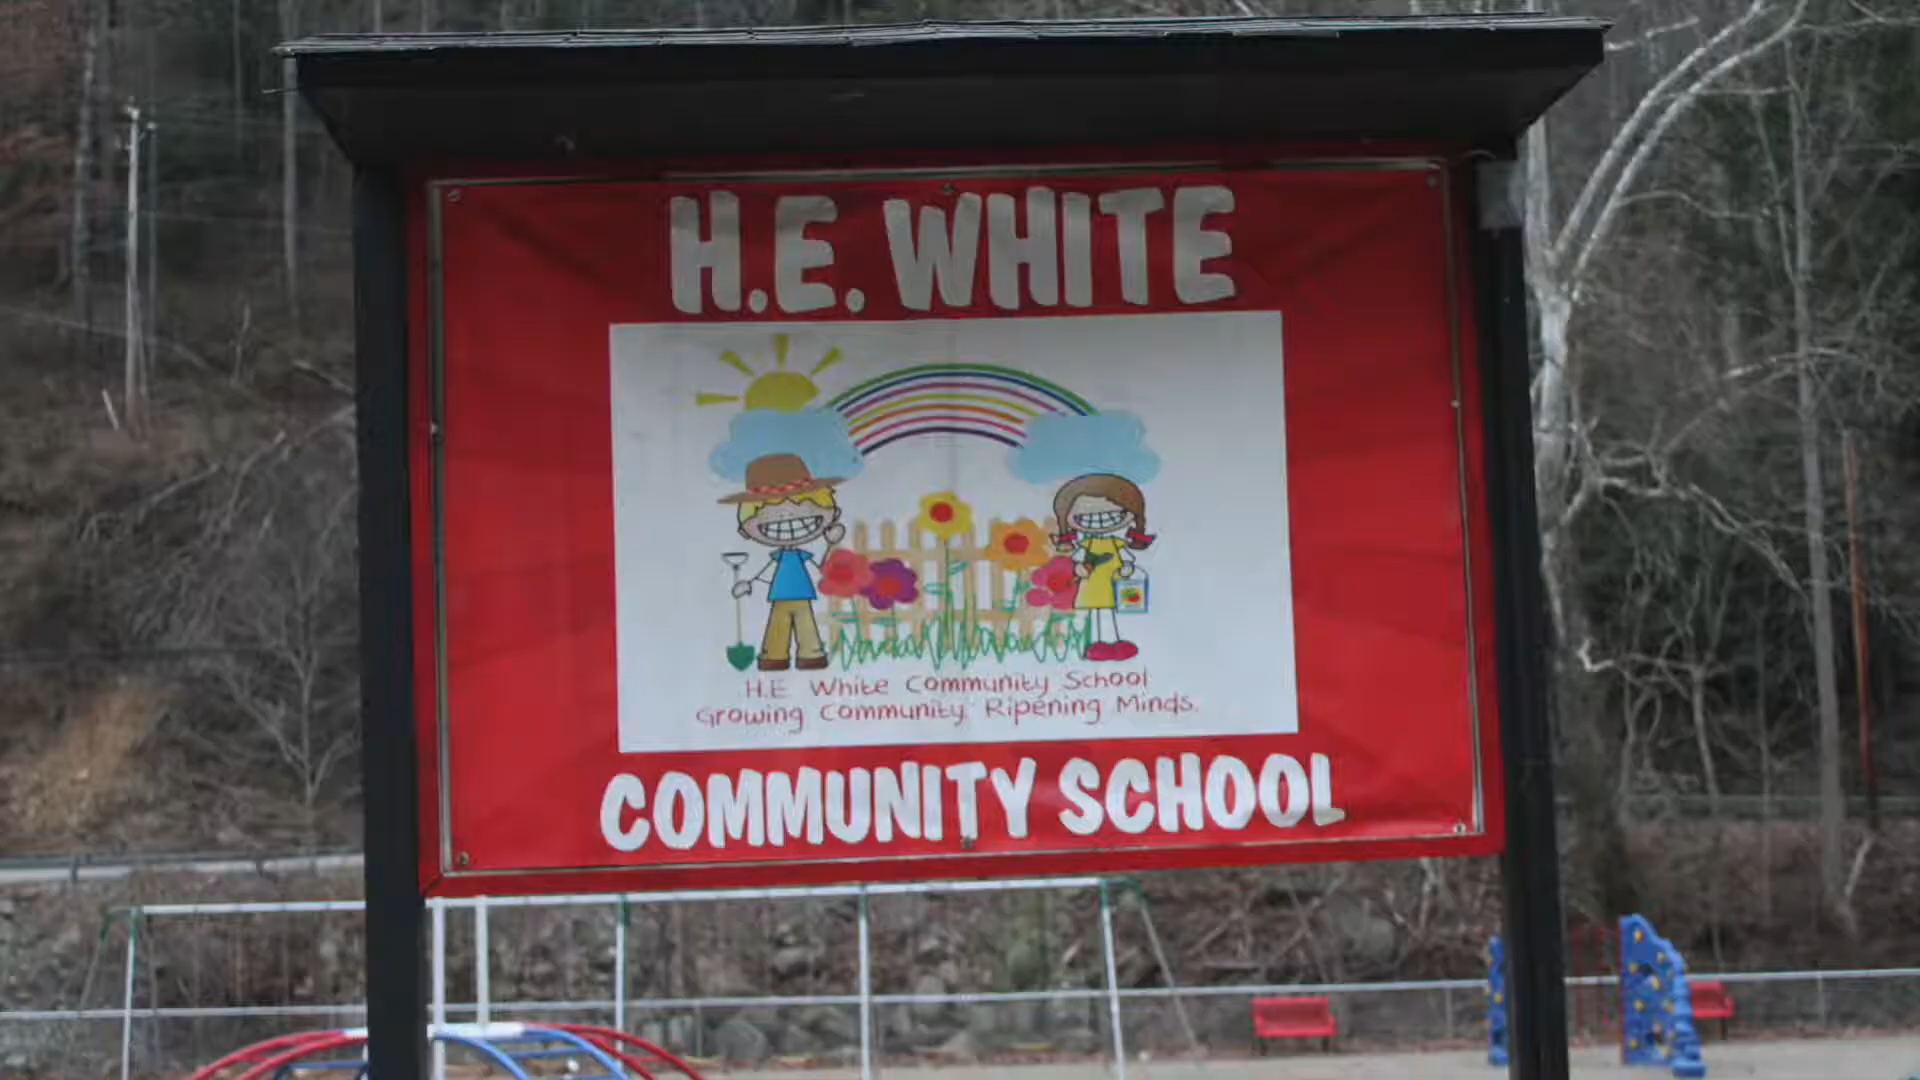 H.E. WHITE
H.E. White Community School
Growing Community. Ripening Minds.
COMMUNITY SCHOOL